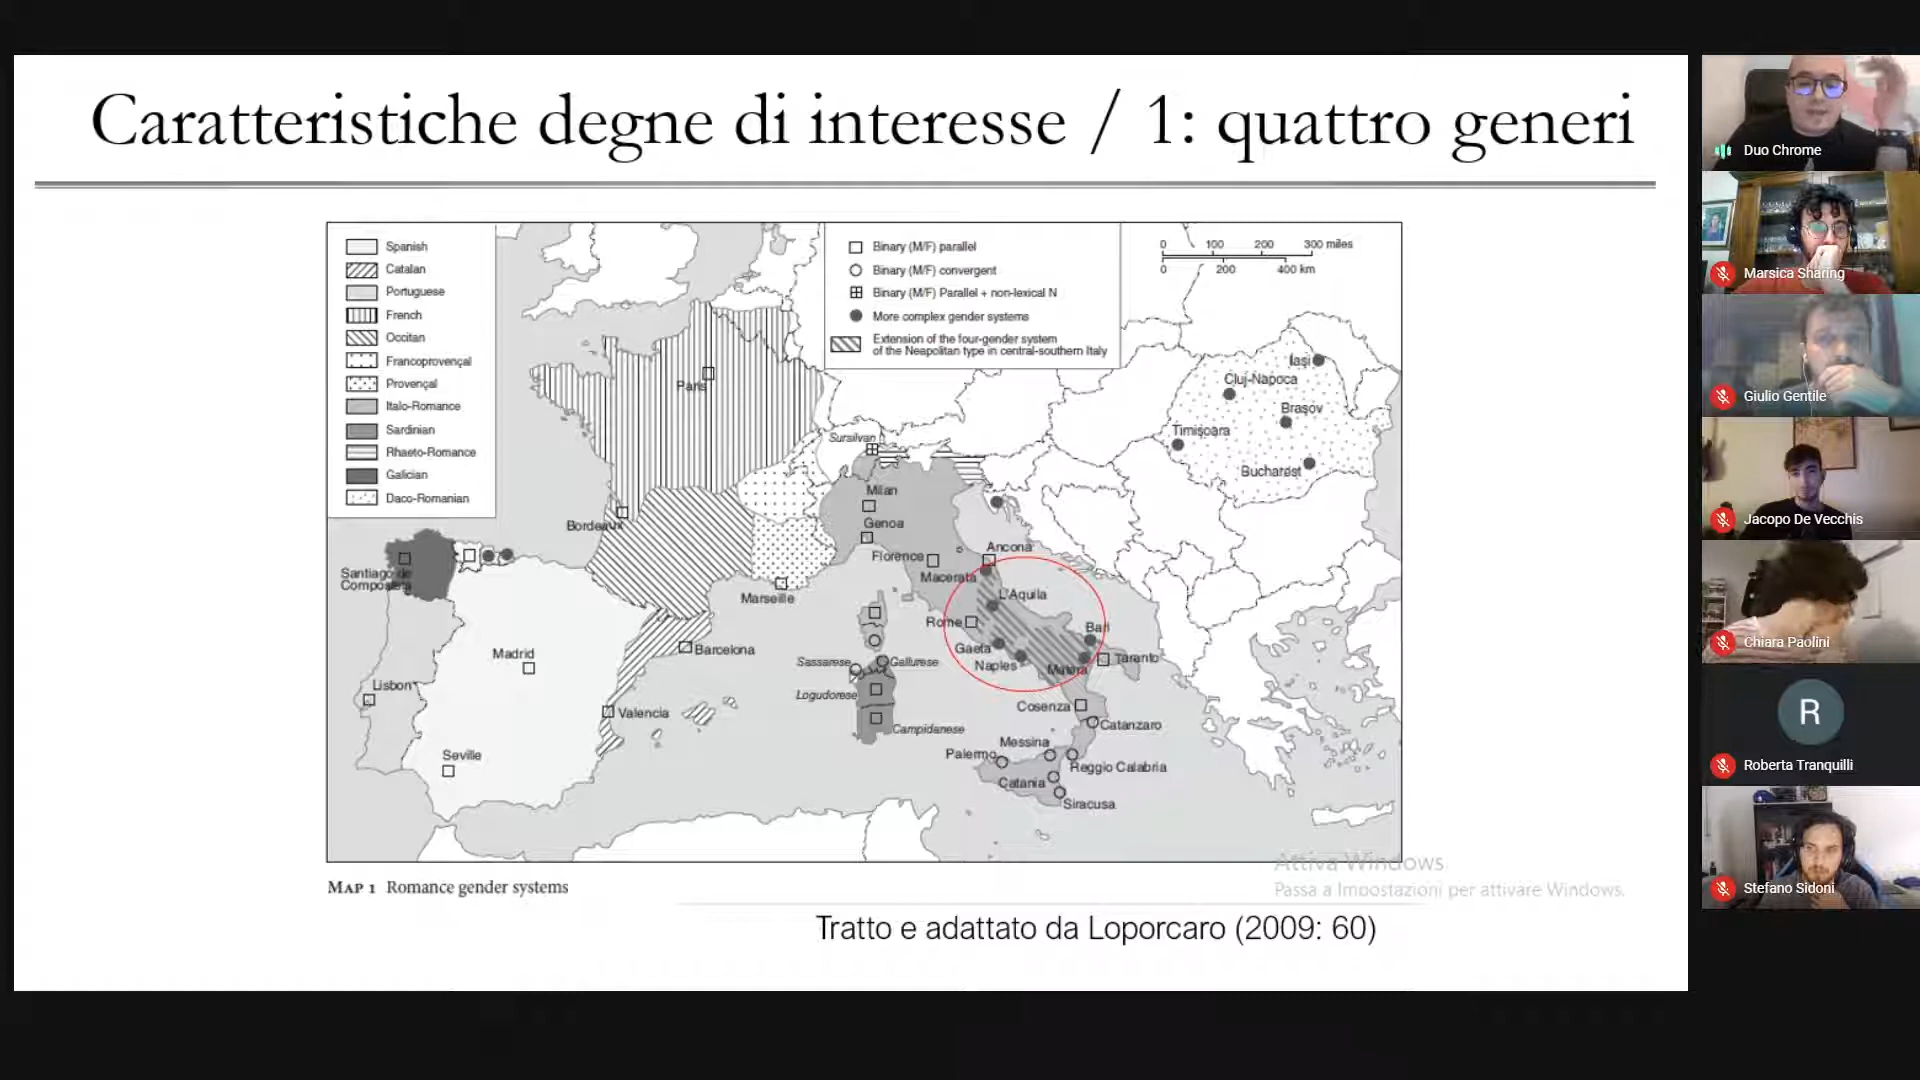 Caratteristiche degne di interesse / 1: quattro generi
Spanish
Catalan
Portuguese
French
Occitan
Francoprovençal
Provençal
Italo-Romance
Sardinian
Rhaeto-Romance
Galician
Daco-Romanian
Binary (M/F) parallel
Binary (M/F) convergent
Binary (M/F) Parallel + non-lexical N
More complex gender systems
Extension of the four-gender system
of the Neapolitan type in central-southern Italy
0 100 200 300 miles
0 200 400 km
Paris
Iaşi
Cluj-Napoca
Braşov
Timişoara
Bucharest
Sursilvan
Milan
Genoa
Bordeaux
Florence
Ancona
Macerata
Santiago de
Compostela
Marseille
L'Aquila
Rome
Bari
Gaeta
Naples
Matera
Taranto
Madrid
Barcelona
Sassarese
Gallurese
Lisbon
Logudorese
Valencia
Campidanese
Cosenza
Catanzaro
Seville
Messina
Palermo
Reggio Calabria
Catania
Siracusa
MAP 1 Romance gender systems
Attiva Windows
Passa a Impostazioni per attivare Windows.
Tratto e adattato da Loporcaro (2009: 60)
Duo Chrome
Marsica Sharing
Giulio Gentile
Jacopo De Vecchis
Chiara Paolini
R
Roberta Tranquilli
Stefano Sidoni